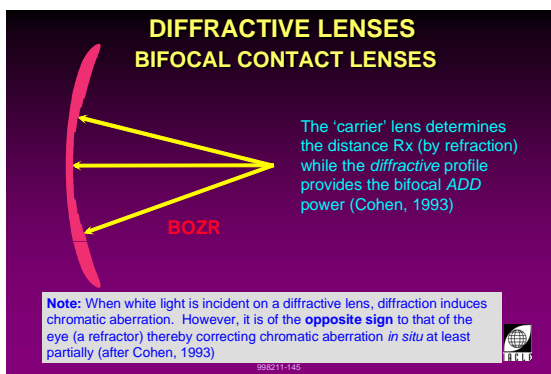 DIFFRACTIVE LENSES
BIFOCAL CONTACT LENSES
The ‘carrier’ lens determines
the distance Rx (by refraction)
while the diffractive profile
provides the bifocal ADD
power (Cohen, 1993)
BOZR
Note: When white light is incident on a diffractive lens, diffraction induces
chromatic aberration. However, it is of the opposite sign to that of the
eye (a refractor) thereby correcting chromatic aberration in situ at least
partially (after Cohen, 1993)
IACLE
998211-145